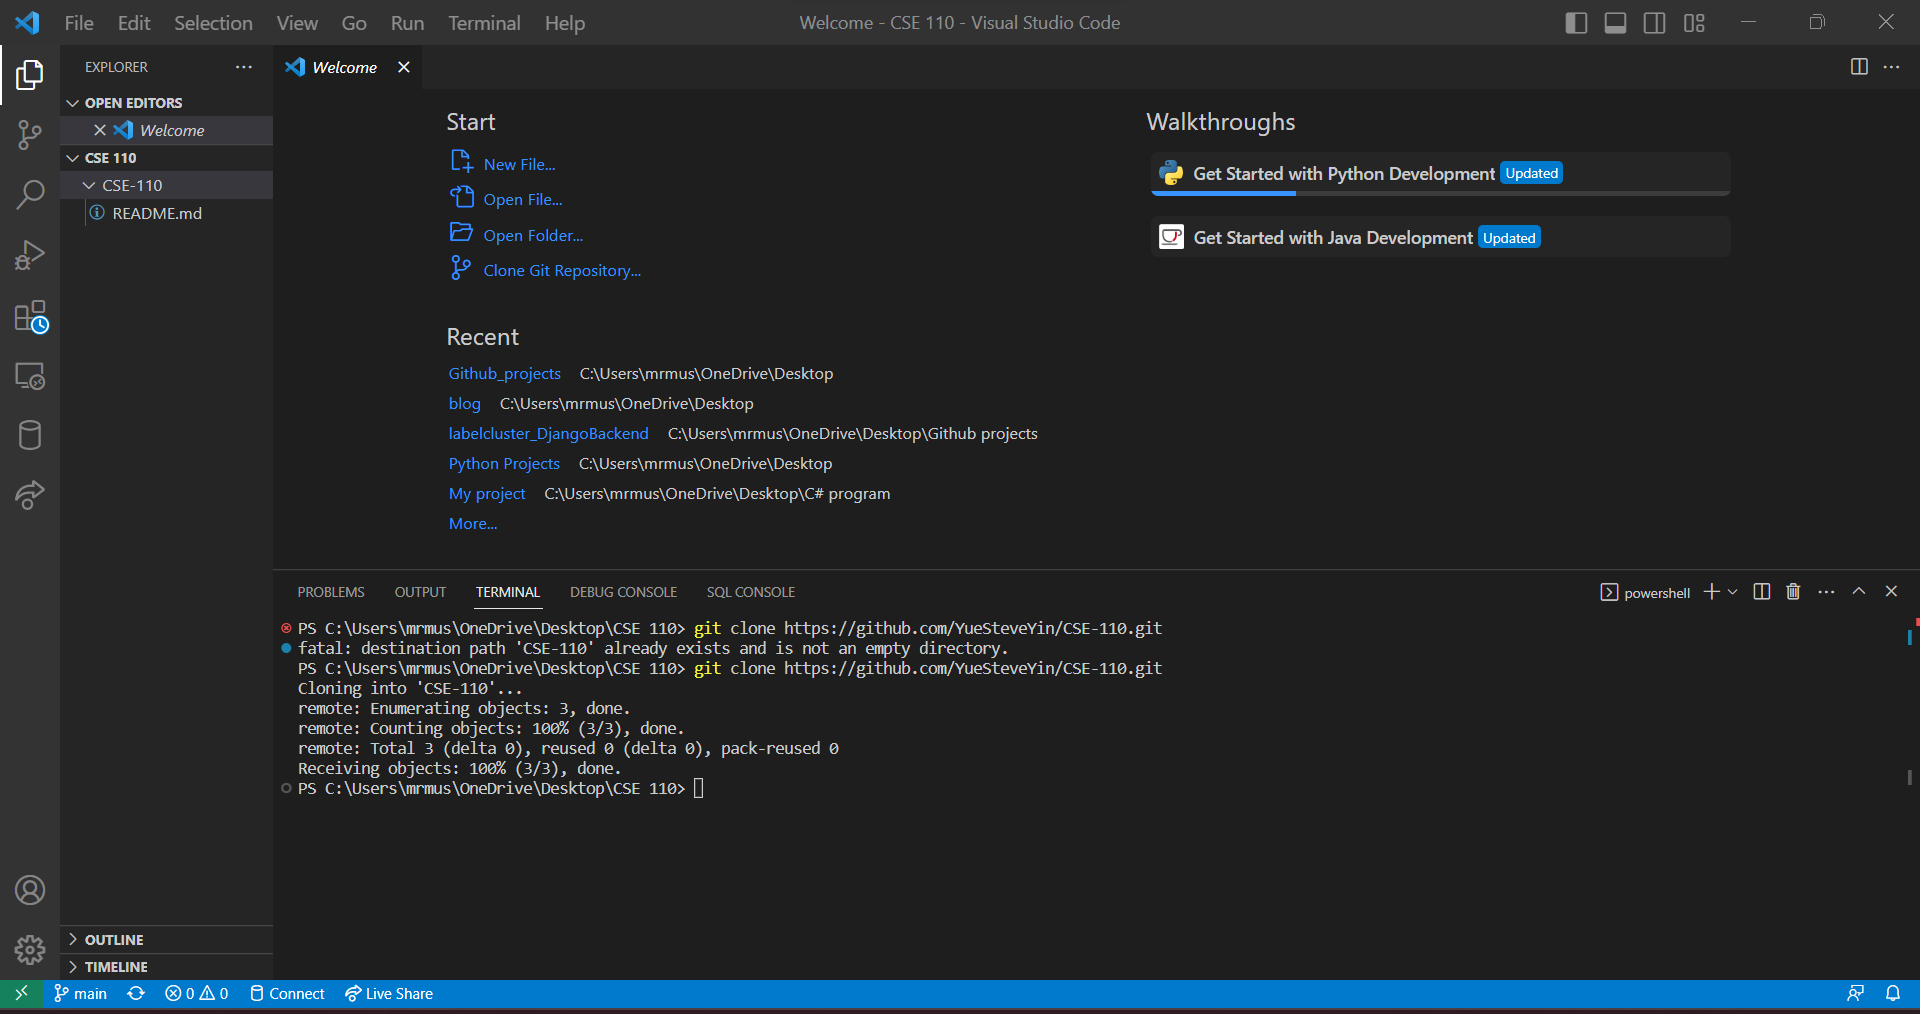 File Edit Selection View Go Run Terminal Help
Welcome - CSE 110 - Visual Studio Code
EXPLORER
Welcome
OPEN EDITORS
Welcome
CSE 110
CSE-110
README.md
Start
New File...
Open File...
Open Folder...
Clone Git Repository...
Recent
Github_projects C:\Users\mrmus\OneDrive\Desktop
blog C:\Users\mrmus\OneDrive\Desktop
labelcluster_DjangoBackend C:\Users\mrmus\OneDrive\Desktop\Github projects
Python Projects C:\Users\mrmus\OneDrive\Desktop
My project C:\Users\mrmus\OneDrive\Desktop\C# program
More...
Walkthroughs
Get Started with Python Development Updated
Get Started with Java Development Updated
PROBLEMS OUTPUT TERMINAL DEBUG CONSOLE SQL CONSOLE
powershell
PS C:\Users\mrmus\OneDrive\Desktop\CSE 110> git clone https://github.com/YueSteveYin/CSE-110.git
fatal: destination path 'CSE-110' already exists and is not an empty directory.
PS C:\Users\mrmus\OneDrive\Desktop\CSE 110> git clone https://github.com/YueSteveYin/CSE-110.git
Cloning into 'CSE-110'...
remote: Enumerating objects: 3, done.
remote: Counting objects: 100% (3/3), done.
remote: Total 3 (delta 0), reused 0 (delta 0), pack-reused 0
Receiving objects: 100% (3/3), done.
PS C:\Users\mrmus\OneDrive\Desktop\CSE 110>
OUTLINE
TIMELINE
main 0 0 Connect Live Share